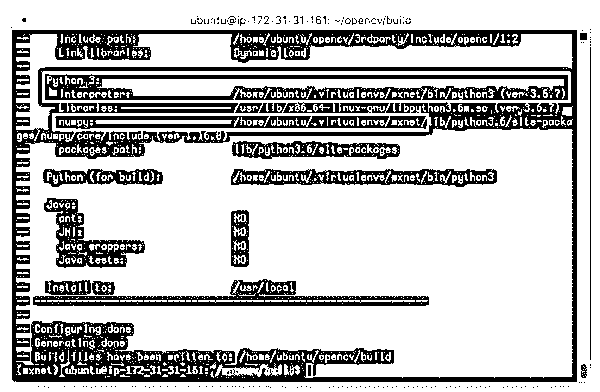 ubuntu@ip-172-31-31-161: ~/opencv/build
-- Include path: /home/ubuntu/opencv/3rdparty/include/opencl/1.2
-- Link libraries: Dynamic load
--
-- Python 3:
-- Interpreter: /home/ubuntu/.virtualenvs/mxnet/bin/python3 (ver 3.6.7)
-- Libraries: /usr/lib/x86_64-linux-gnu/libpython3.6m.so (ver 3.6.7)
-- numpy: /home/ubuntu/.virtualenvs/mxnet/lib/python3.6/site-packa
ges/numpy/core/include (ver 1.16.0)
-- packages path: lib/python3.6/site-packages
--
-- Python (for build): /home/ubuntu/.virtualenvs/mxnet/bin/python3
--
-- Java:
-- ant: NO
-- JNI: NO
-- Java wrappers: NO
-- Java tests: NO
--
-- Install to: /usr/local
-- -----------------------------------------------------------------
--
-- Configuring done
-- Generating done
-- Build files have been written to: /home/ubuntu/opencv/build
(mxnet) ubuntu@ip-172-31-31-161:~/opencv/build$